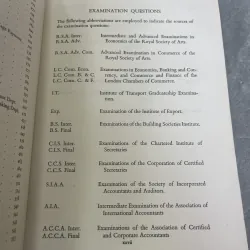 EXAMINATION QUESTIONS
The following abbreviations are employed to indicate the sources of
the examination questions:
B.S.A. Inter. Intermediate and Advanced Examinations in
B.S.A. Adv. Economics of the Royal Society of Arts.
B.S.A. Adv. Com. Advanced Examination in Commerce of the
Royal Society of Arts.
L.C. Com. Examinations in Economics, Banking and Cur-
L.C. Com. B. & C. rency, and Commerce and Finance of the
L.C. Com. C. & F. London Chamber of Commerce.
I.T. Institute of Transport Graduateship Examina-
tion.
Exp. Examination of the Institute of Export.
B.S. Inter. Examinations of the Building Societies Institute.
B.S. Final
C.I.S. Inter. Examinations of the Chartered Institute of
C.I.S. Final Secretaries.
C.C.S. Inter. Examinations of the Corporation of Certified
C.C.S. Final Secretaries
S.I.A.A. Examinations of the Society of Incorporated
Accountants and Auditors.
A.I.A. Intermediate Examination of the Association of
International Accountants
A.C.C.A. Inter. Examinations of the Association of Certified
A.C.C.A. Final and Corporate Accountants